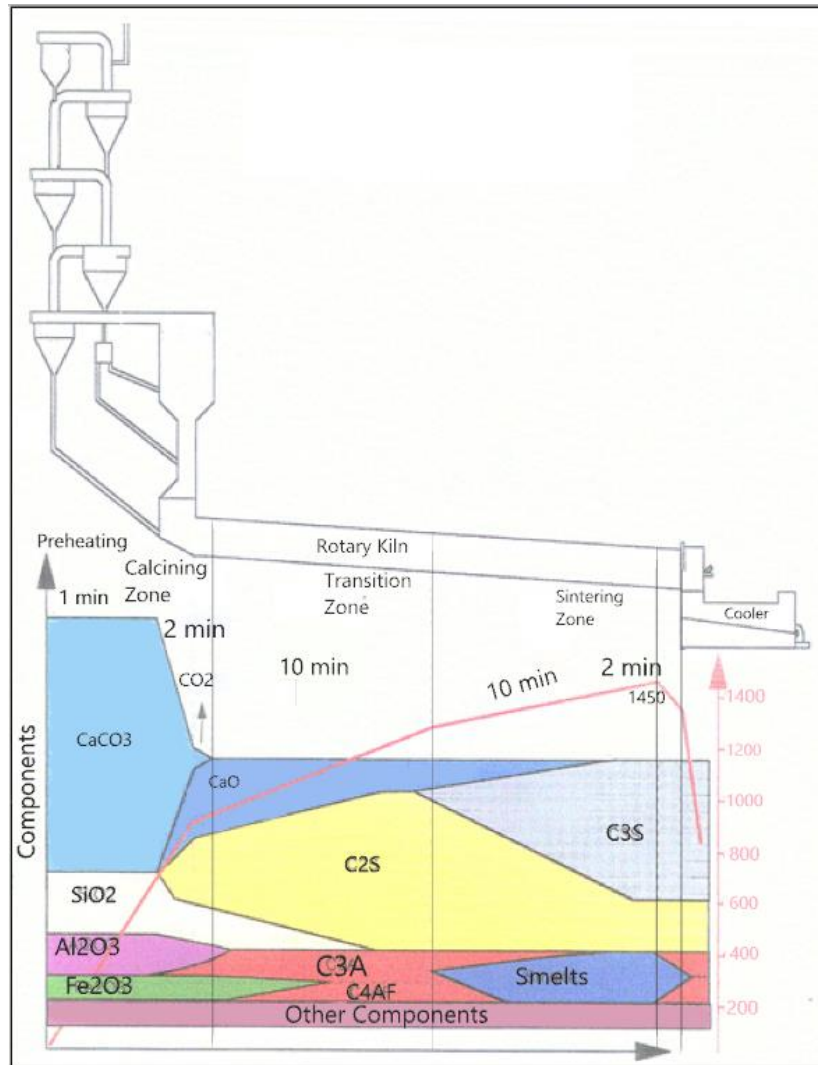 Preheating
Rotary Kiln
Calcining
Zone
Transition
Zone
Sintering
Zone
Cooler
1 min
2 min
CO2
10 min
10 min
2 min
1450
1400
1200
1000
800
600
400
200
Components
CaCO3
CaO
C3S
C2S
SiO2
Al2O3
C3A
Fe2O3
C4AF
Smelts
Other Components